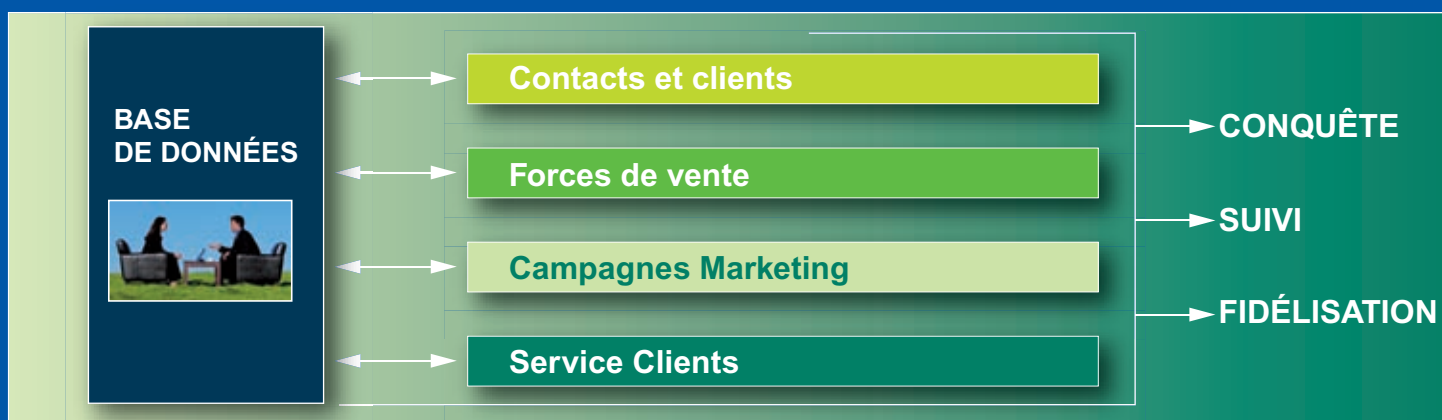 BASE
DE DONNÉES
Contacts et clients
Forces de vente
Campagnes Marketing
Service Clients
CONQUÊTE
SUIVI
FIDÉLISATION